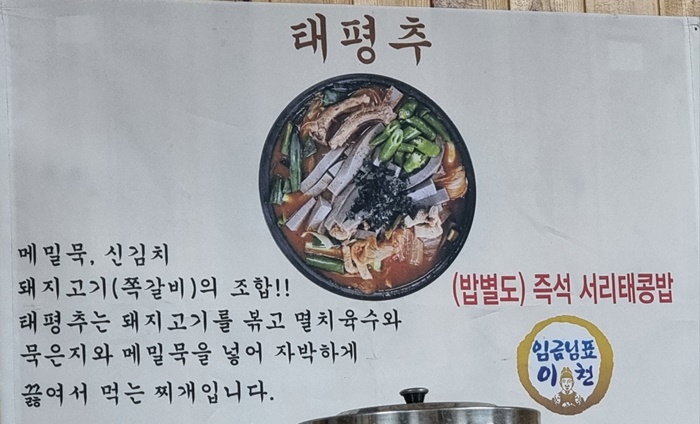 태평추
메밀묵, 신김치
돼지고기(쪽갈비)의 조합!!
태평추는 돼지고기를 볶고 멸치육수와
묵은지와 메밀묵을 넣어 자박하게
끓여서 먹는 찌개입니다.
(밥별도) 즉석 서리태콩밥
임금님표
이천